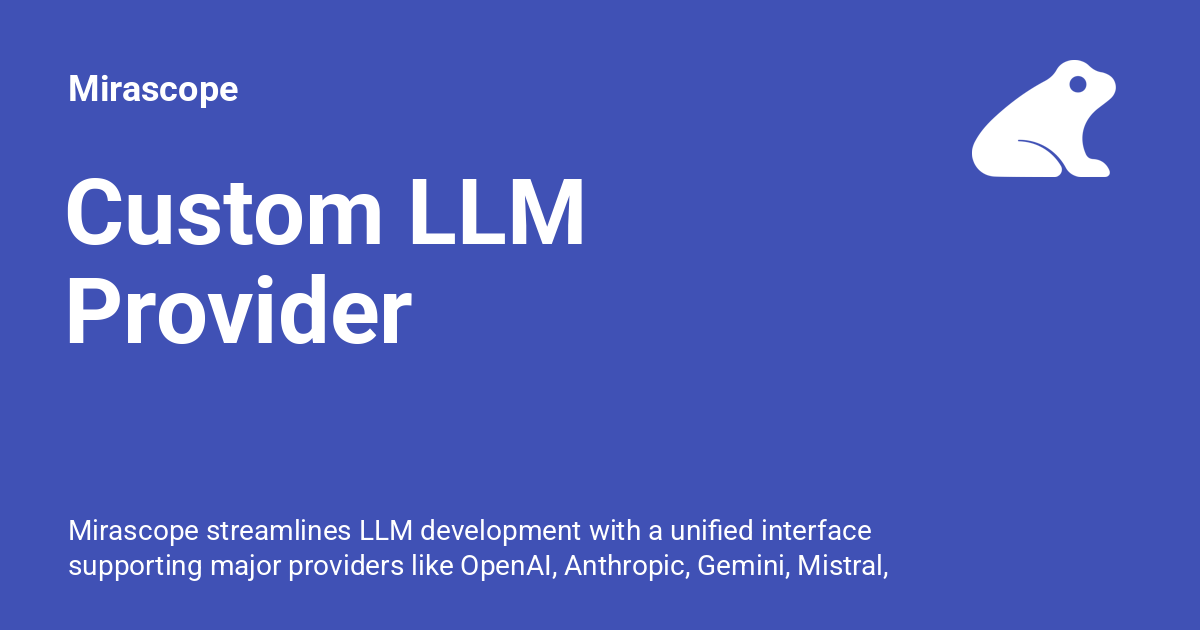 Mirascope
Custom LLM
Provider
Mirascope streamlines LLM development with a unified interface
supporting major providers like OpenAI, Anthropic, Gemini, Mistral,